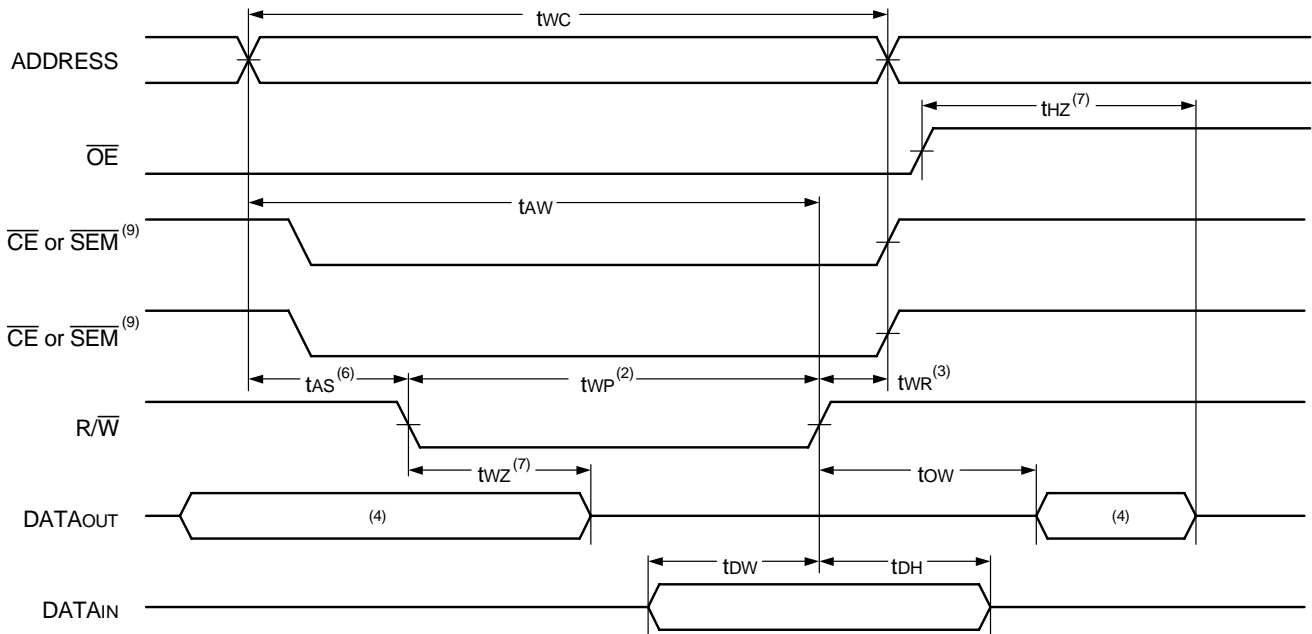 tWC
ADDRESS
tHZ(7)
OE
tAW
CE or SEM(9)
CE or SEM(9)
tAS(6)
tWP(2)
tWR(3)
R/W
tWZ(7)
tOW
DATAOUT
(4)
(4)
tDW
tDH
DATAIN